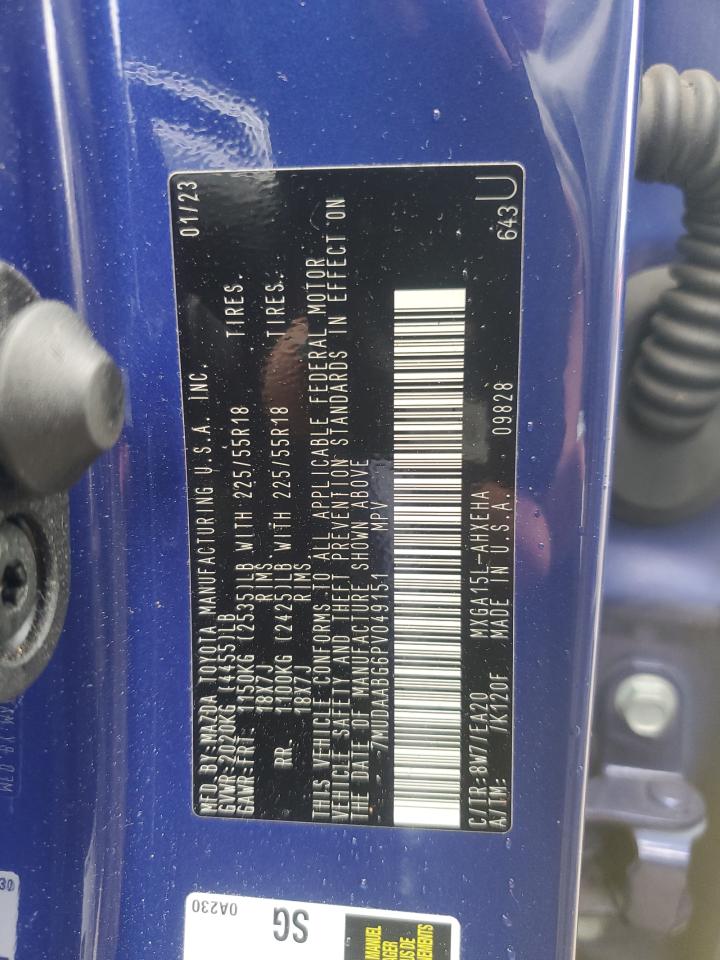 MFD.BY:MAZDA TOYOTA MANUFACTURING U.S.A. INC. 01/23
GVWR:2020KG (4455)LB
GAWR:FRT. 1150KG (2535)LB WITH 225/55R18 TIRES.
18X7J RIMS
RR. 1100KG (2425)LB WITH 225/55R18 TIRES.
18X7J RIMS
THIS VEHICLE CONFORMS TO ALL APPLICABLE FEDERAL MOTOR
VEHICLE SAFETY AND THEFT PREVENTION STANDARDS IN EFFECT ON
THE DATE OF MANUFACTURE SHOWN ABOVE
7MUDAABG6PV049151 MPV
C/TR:8W7/EA20 MXGA15L-AHXEHA
A/TM: /K120F MADE IN U.S.A. 09828
643 U
0A230
SG
MANUEL